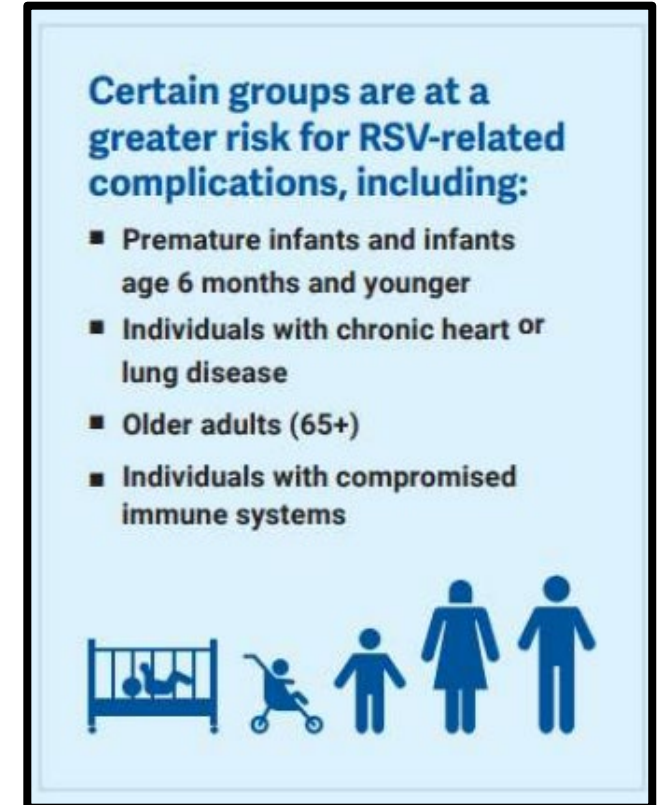 Certain groups are at a
greater risk for RSV-related
complications, including:
▪ Premature infants and infants
age 6 months and younger
▪ Individuals with chronic heart or
lung disease
▪ Older adults (65+)
▪ Individuals with compromised
immune systems